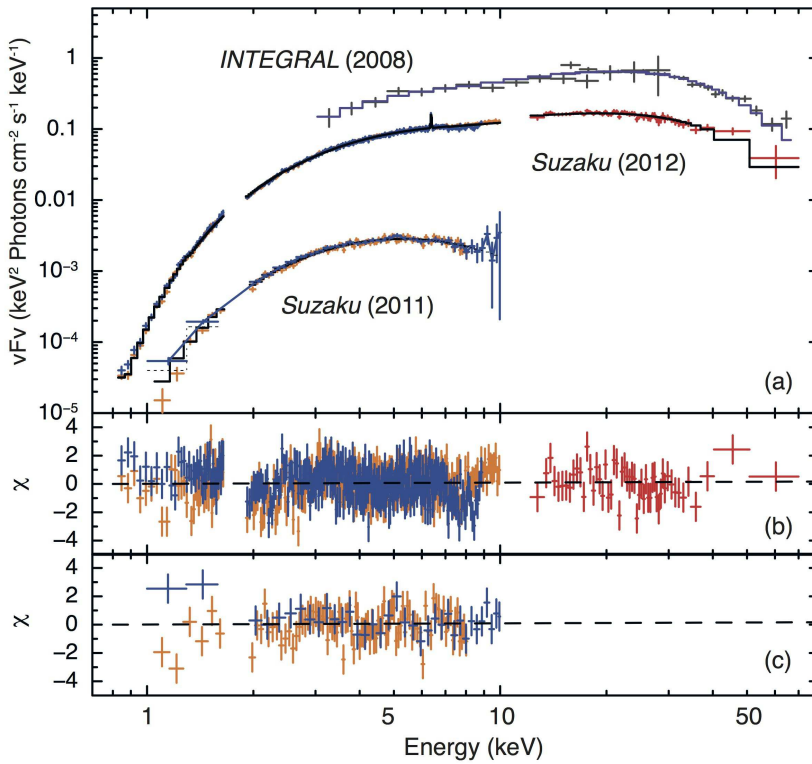 INTEGRAL (2008)
Suzaku (2012)
Suzaku (2011)
(a)
νFν (keV² Photons cm⁻² s⁻¹ keV⁻¹)
1
0.1
0.01
10⁻³
10⁻⁴
10⁻⁵
(b)
χ
4
2
0
−2
−4
(c)
χ
4
2
0
−2
−4
1 5 10 50
Energy (keV)